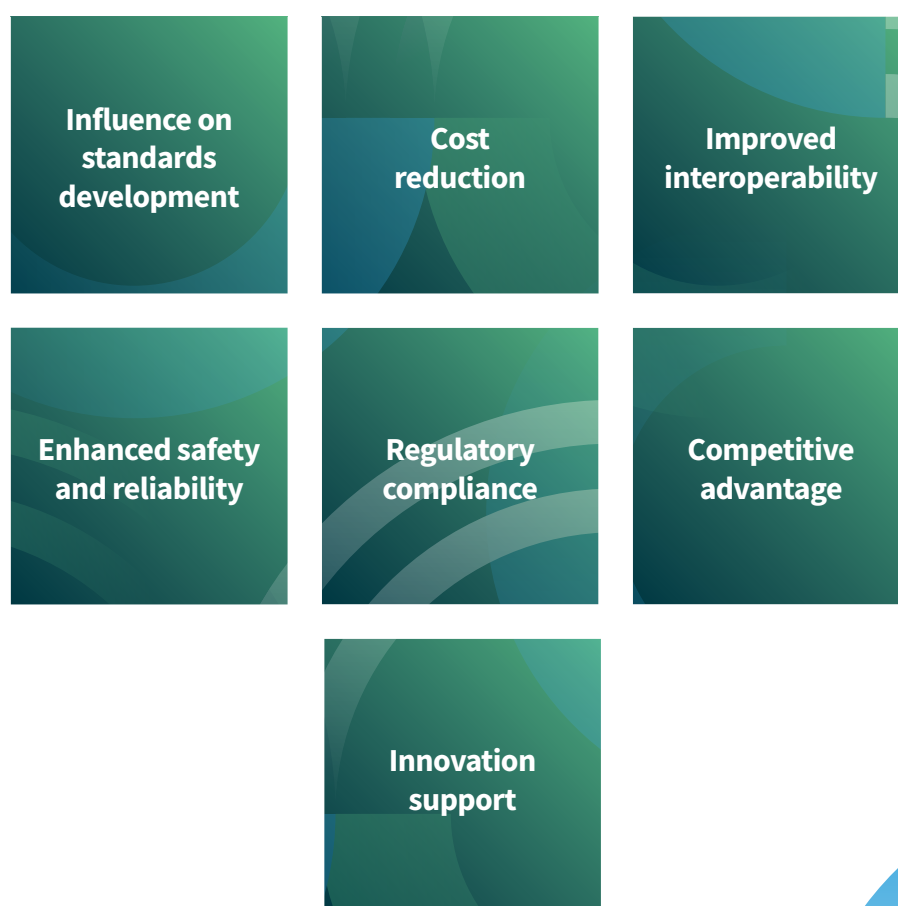 Influence on
standards
development
Cost
reduction
Improved
interoperability
Enhanced safety
and reliability
Regulatory
compliance
Competitive
advantage
Innovation
support